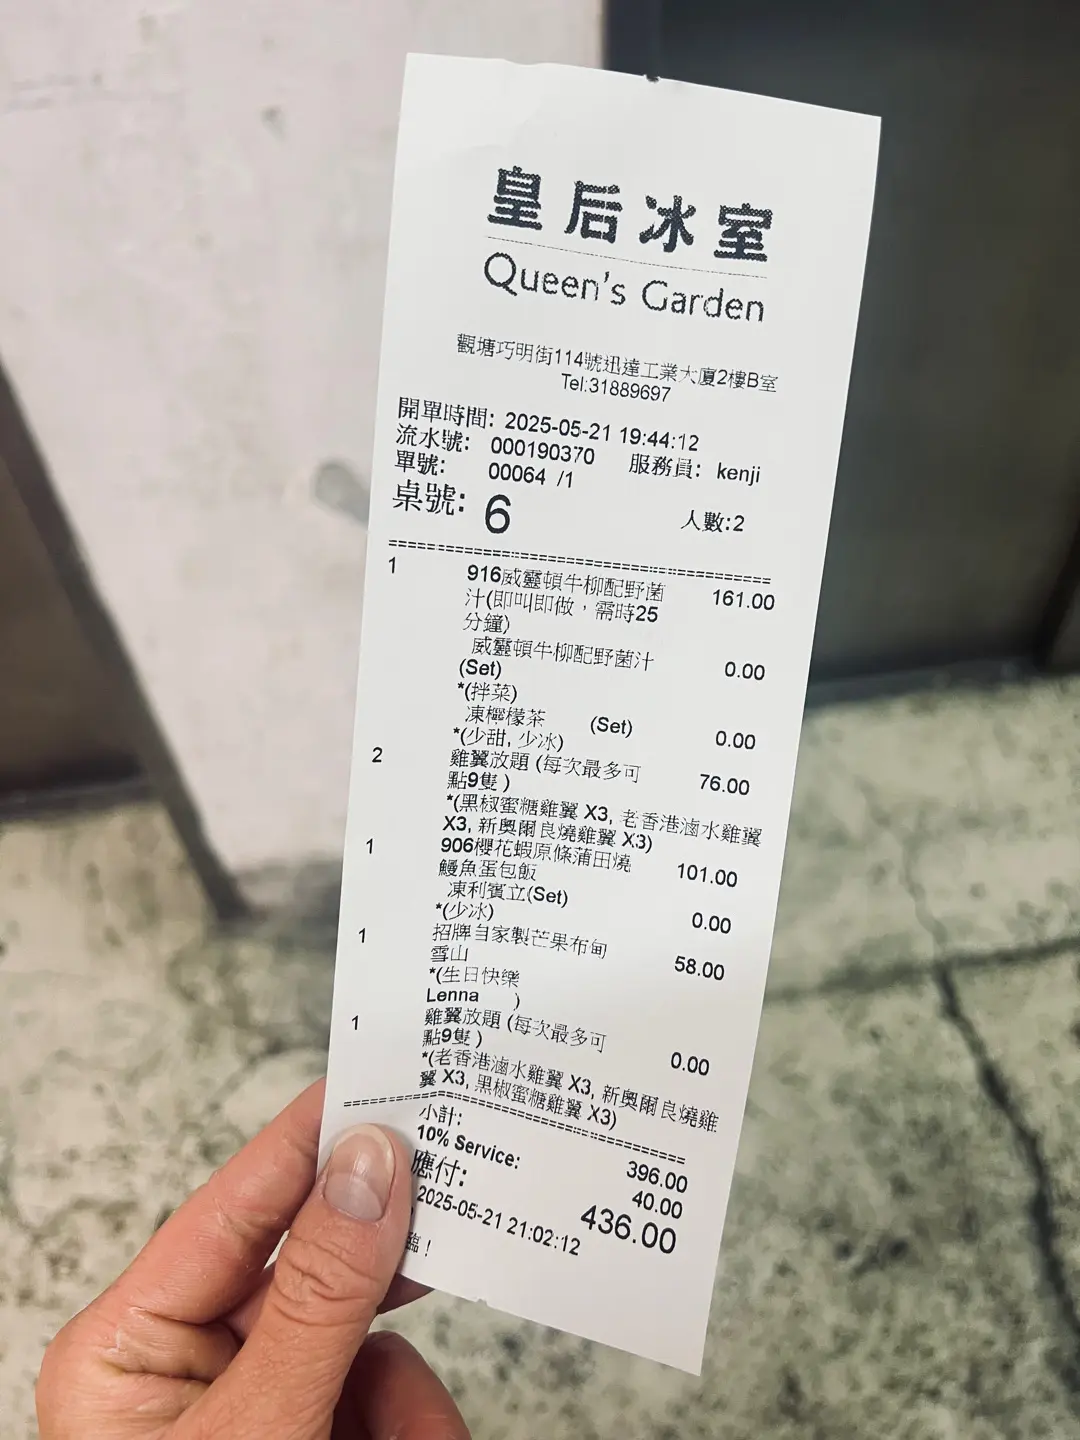 皇后冰室
Queen's Garden
觀塘巧明街114號迅達工業大廈2樓B室
Tel:31889697
開單時間: 2025-05-21 19:44:12
流水號: 000190370 服務員: kenji
單號: 00064 /1
桌號: 6 人數:2
1 916威靈頓牛柳配野菌 161.00
汁(即叫即做，需時25
分鐘)
威靈頓牛柳配野菌汁 0.00
(Set)
*(拌菜)
凍檸檬茶 (Set) 0.00
*(少甜, 少冰)
2 雞翼放題 (每次最多可 76.00
點9隻 )
*(黑椒蜜糖雞翼 X3, 老香港滷水雞翼
X3, 新奧爾良燒雞翼 X3)
1 906櫻花蝦原條蒲田燒 101.00
鰻魚蛋包飯
凍利賓立(Set) 0.00
*(少冰)
1 招牌自家製芒果布甸 58.00
雪山
*(生日快樂
Lenna )
1 雞翼放題 (每次最多可 0.00
點9隻 )
*(老香港滷水雞翼 X3, 新奧爾良燒雞
翼 X3, 黑椒蜜糖雞翼 X3)
小計: 396.00
10% Service: 40.00
應付: 436.00
2025-05-21 21:02:12
臨！